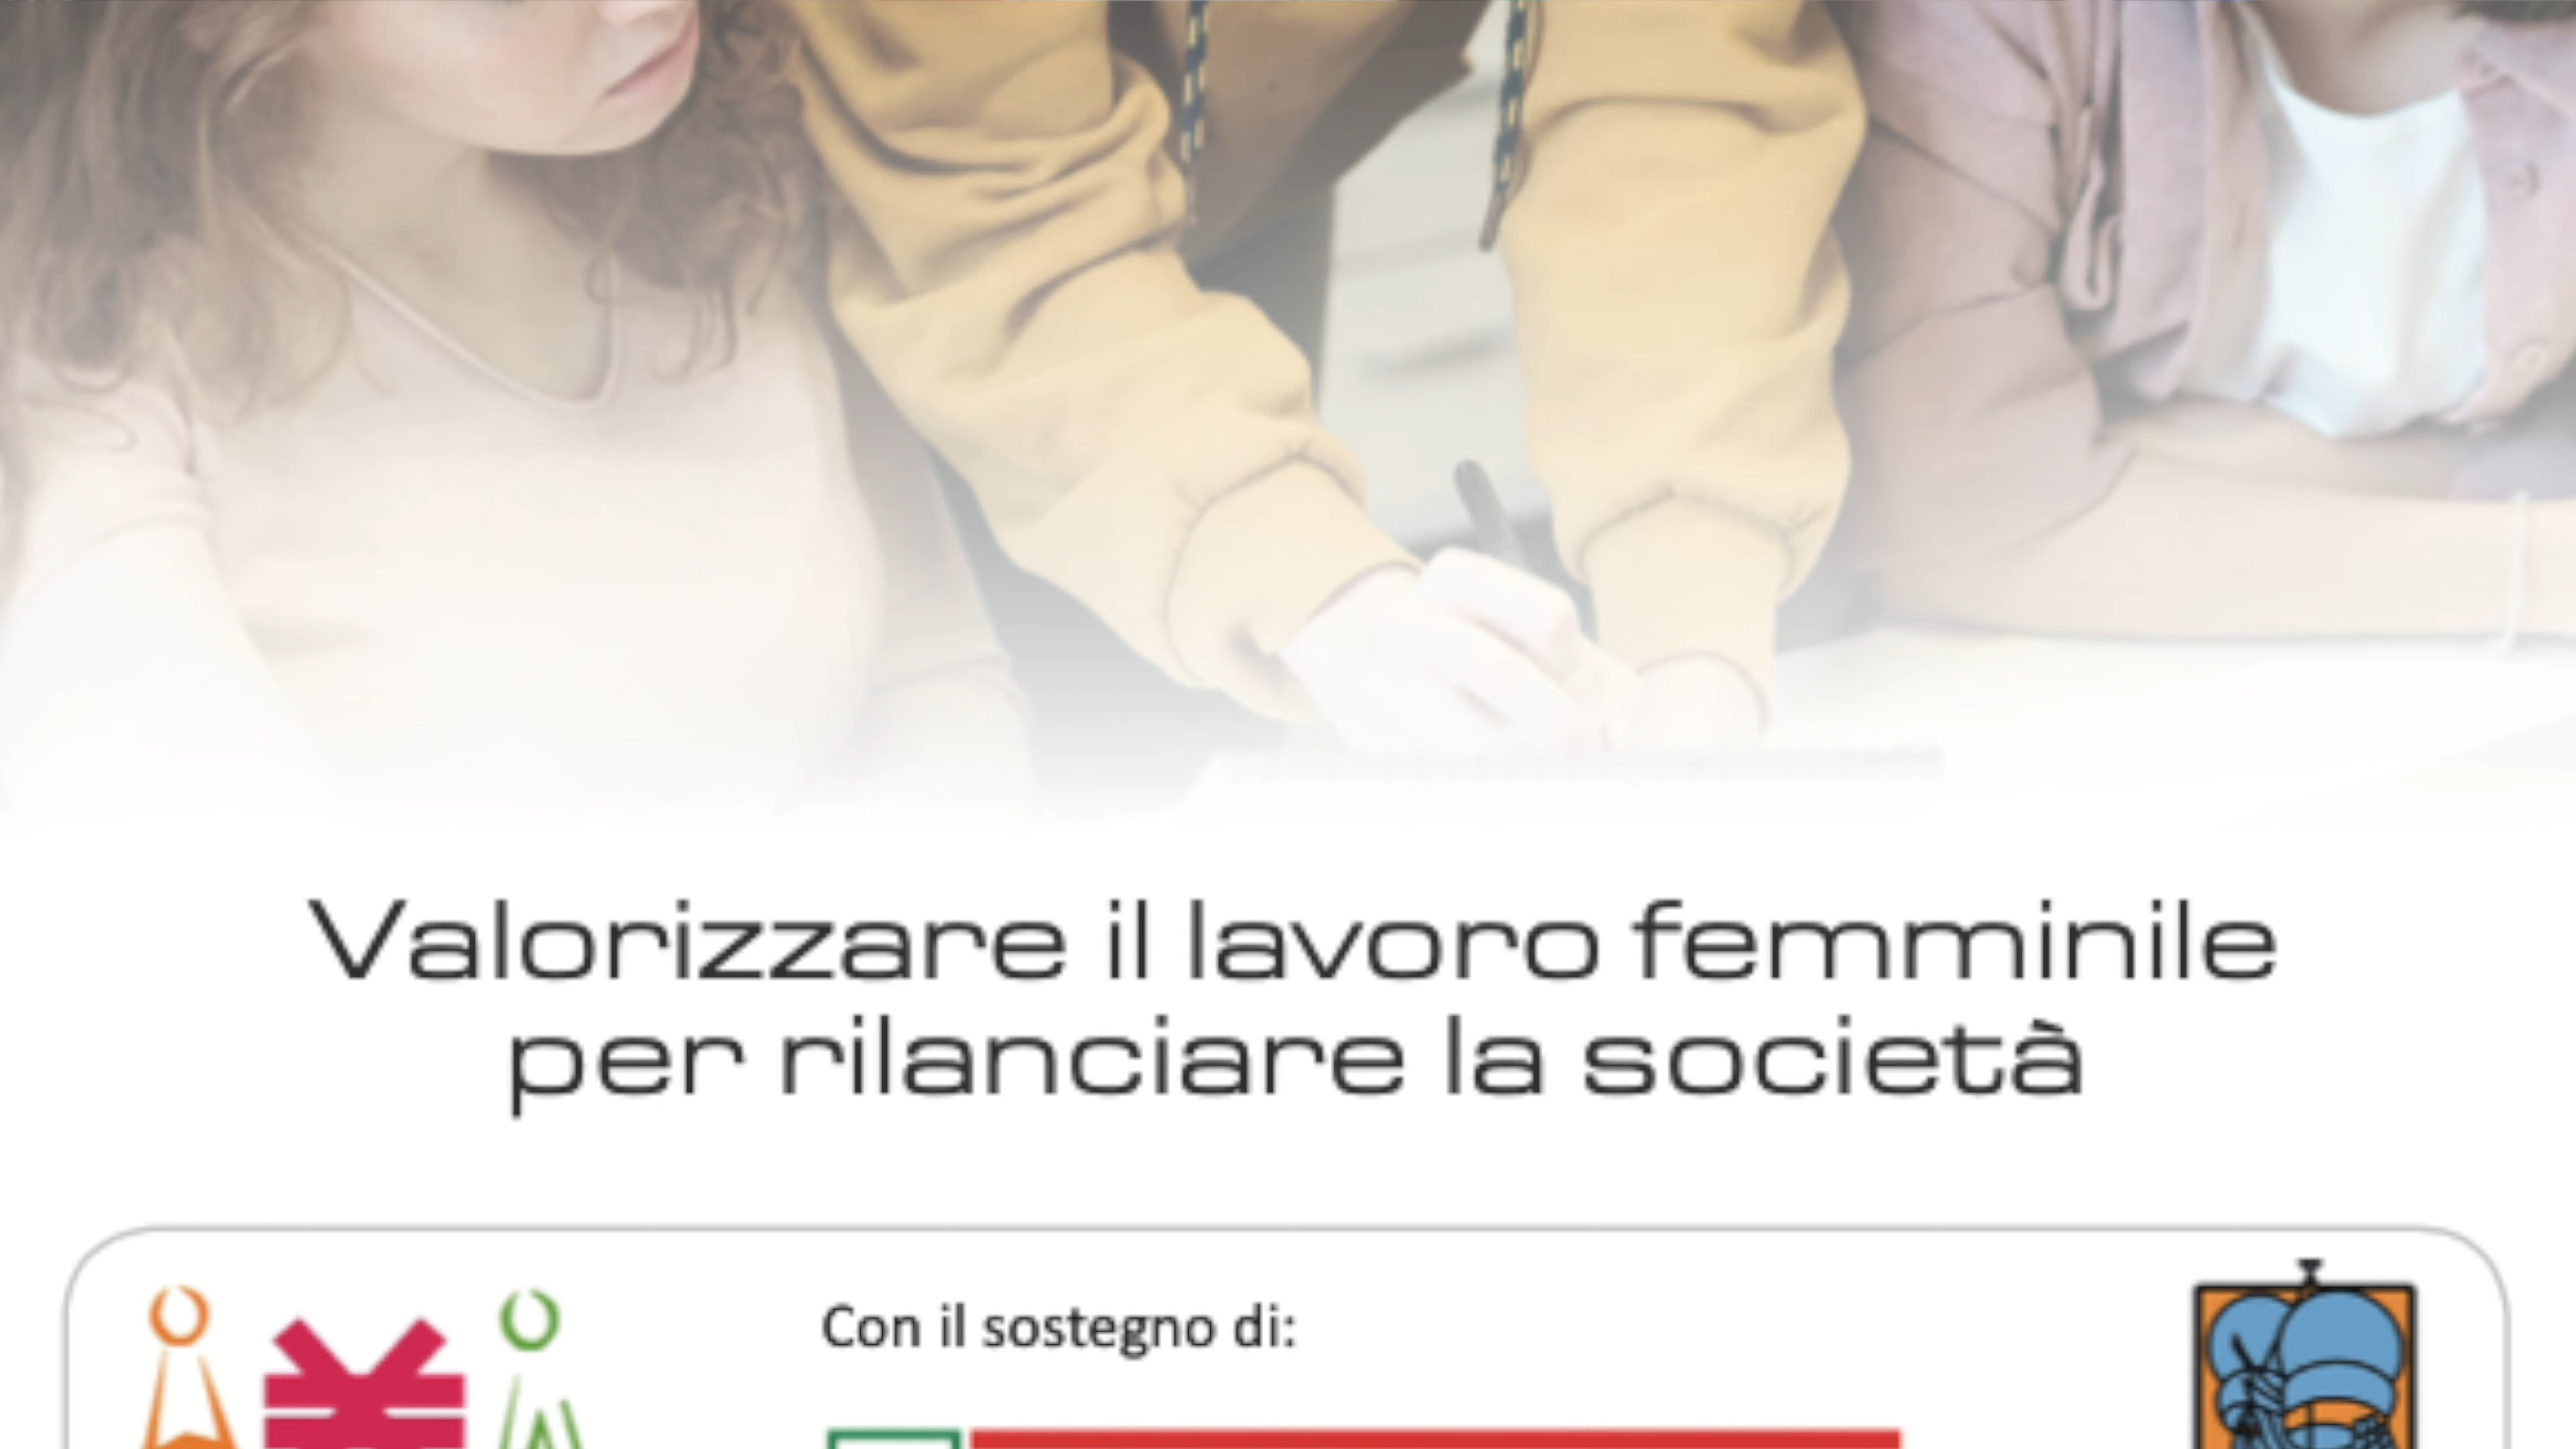 Valorizzare il lavoro femminile
per rilanciare la società
Con il sostegno di: